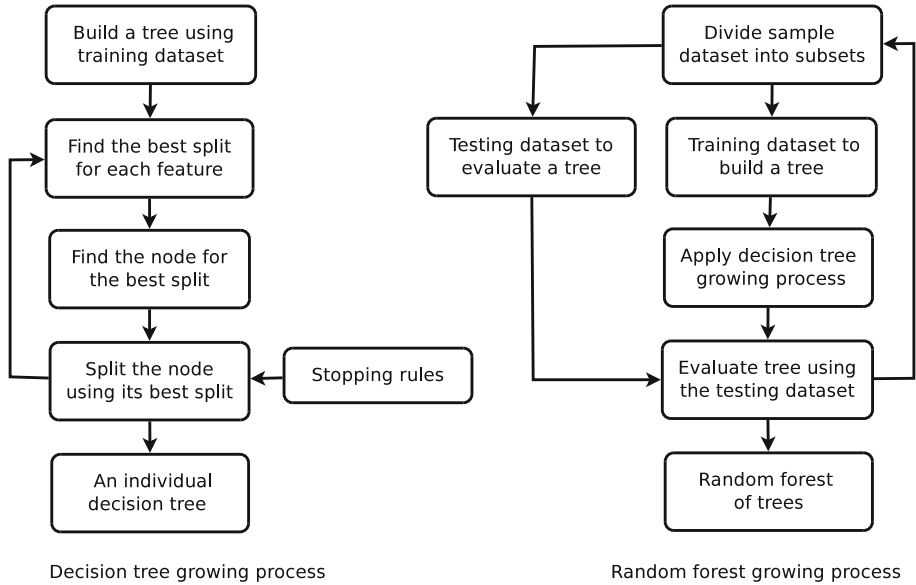 Build a tree using
training dataset
Find the best split
for each feature
Find the node for
the best split
Split the node
using its best split
Stopping rules
An individual
decision tree
Decision tree growing process
Divide sample
dataset into subsets
Testing dataset to
evaluate a tree
Training dataset to
build a tree
Apply decision tree
growing process
Evaluate tree using
the testing dataset
Random forest
of trees
Random forest growing process